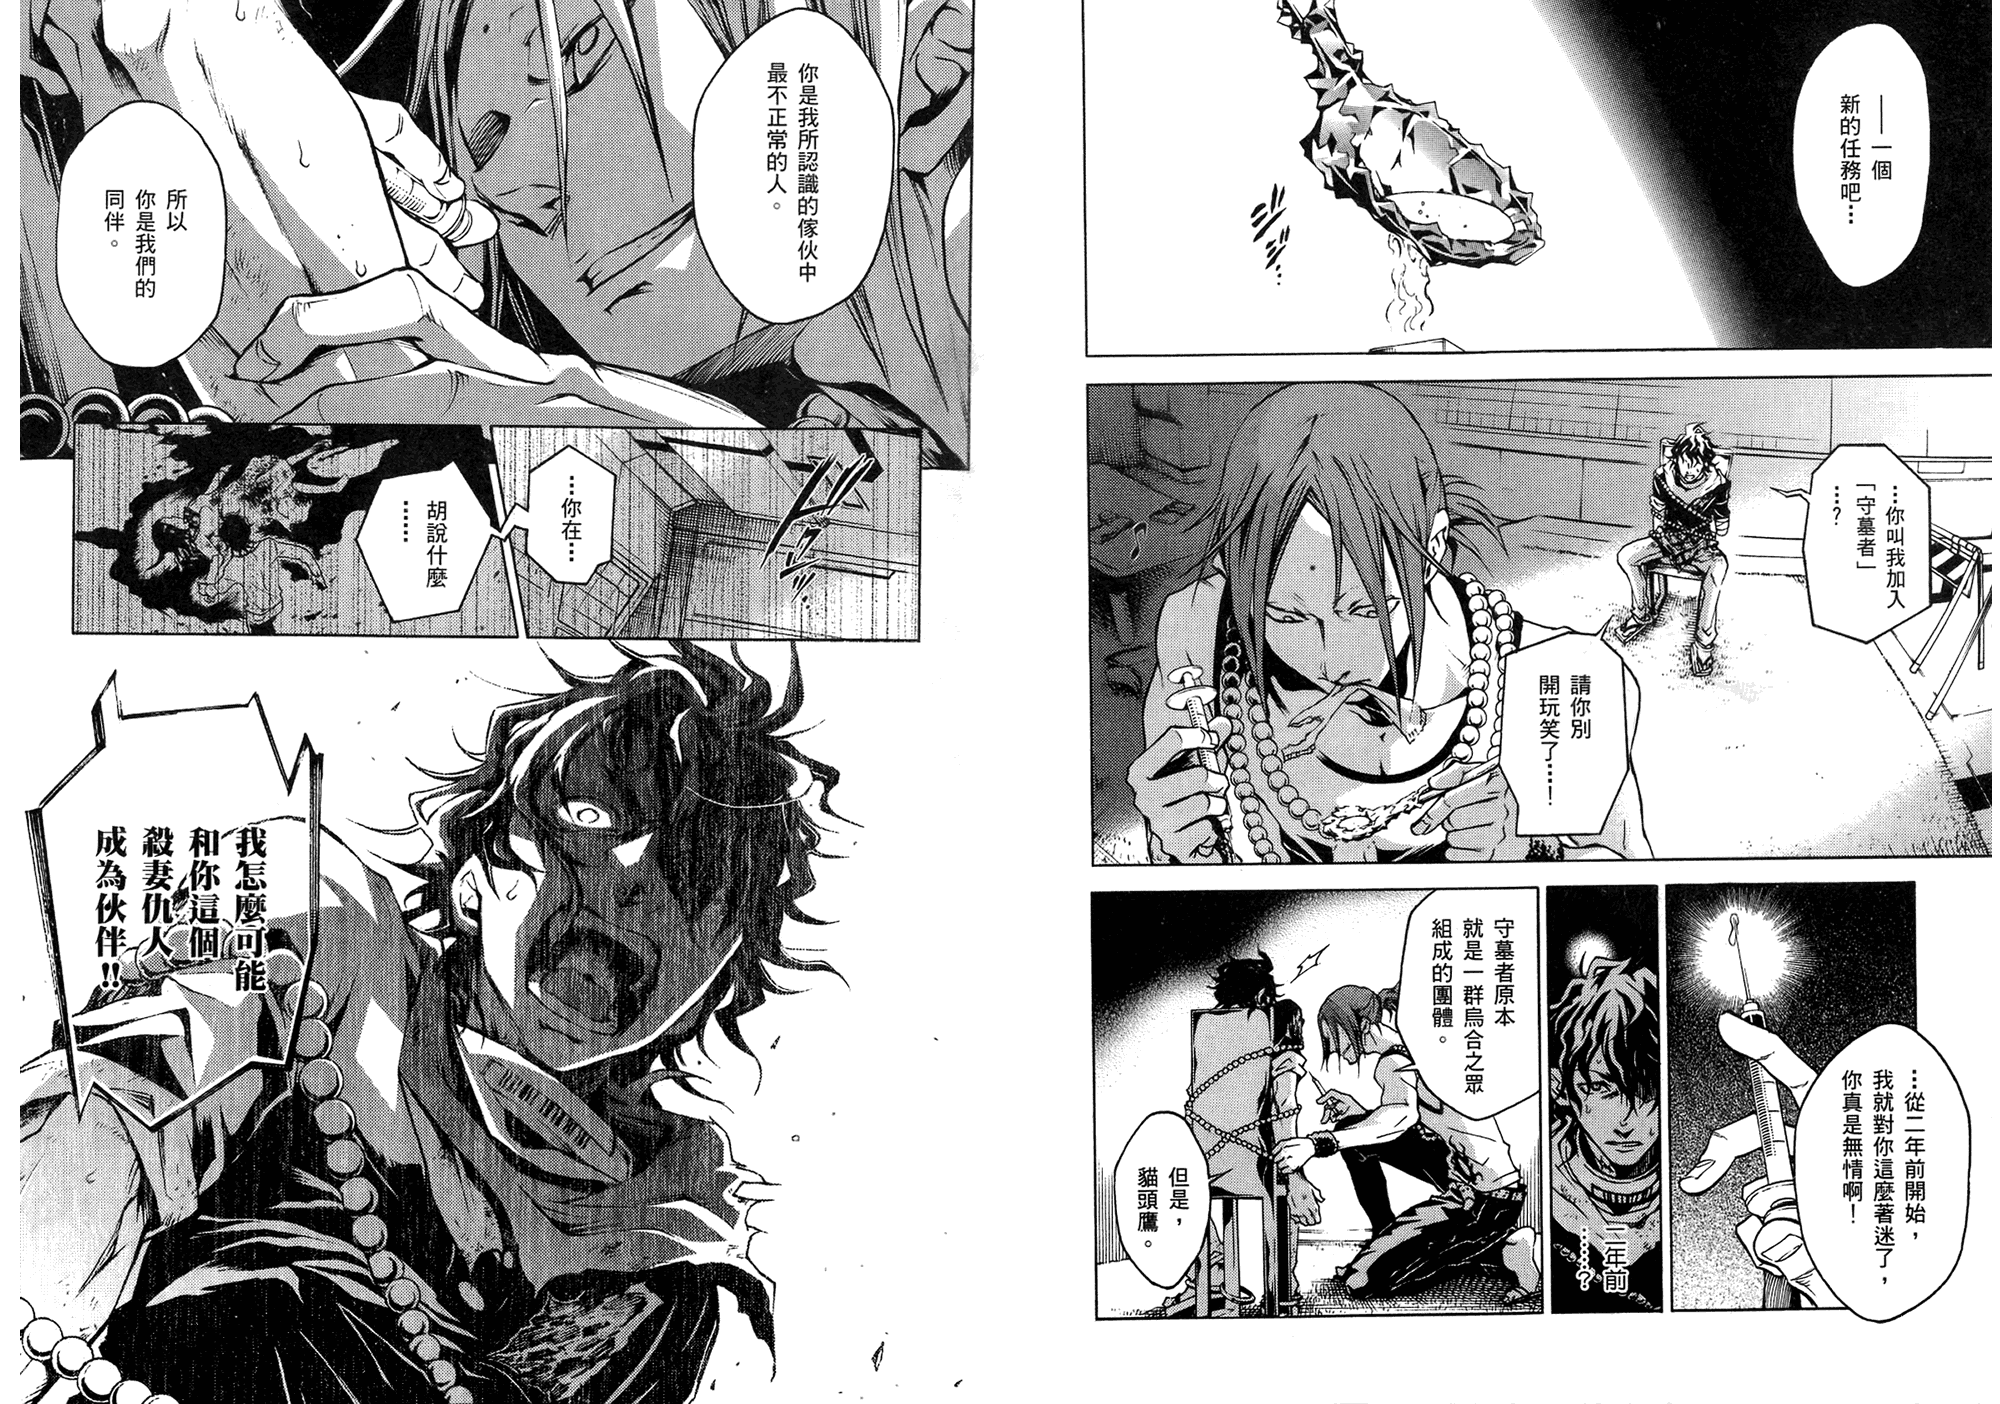 ——一個
新的任務吧…
…你叫我加入
「守墓者」
…?
請你別
開玩笑了……!
…從二年前開始，
我就對你這麼著迷了，
你真是無情啊！
二年前
……?
守墓者原本
就是一群烏合之眾
組成的團體。
但是，
貓頭鷹。
你是我所認識的傢伙中
最不正常的人。
所以
你是我們的
同伴。
…你在…
胡說什麼
……
我怎麼可能
和你這個
殺妻仇人
成為伙伴!!